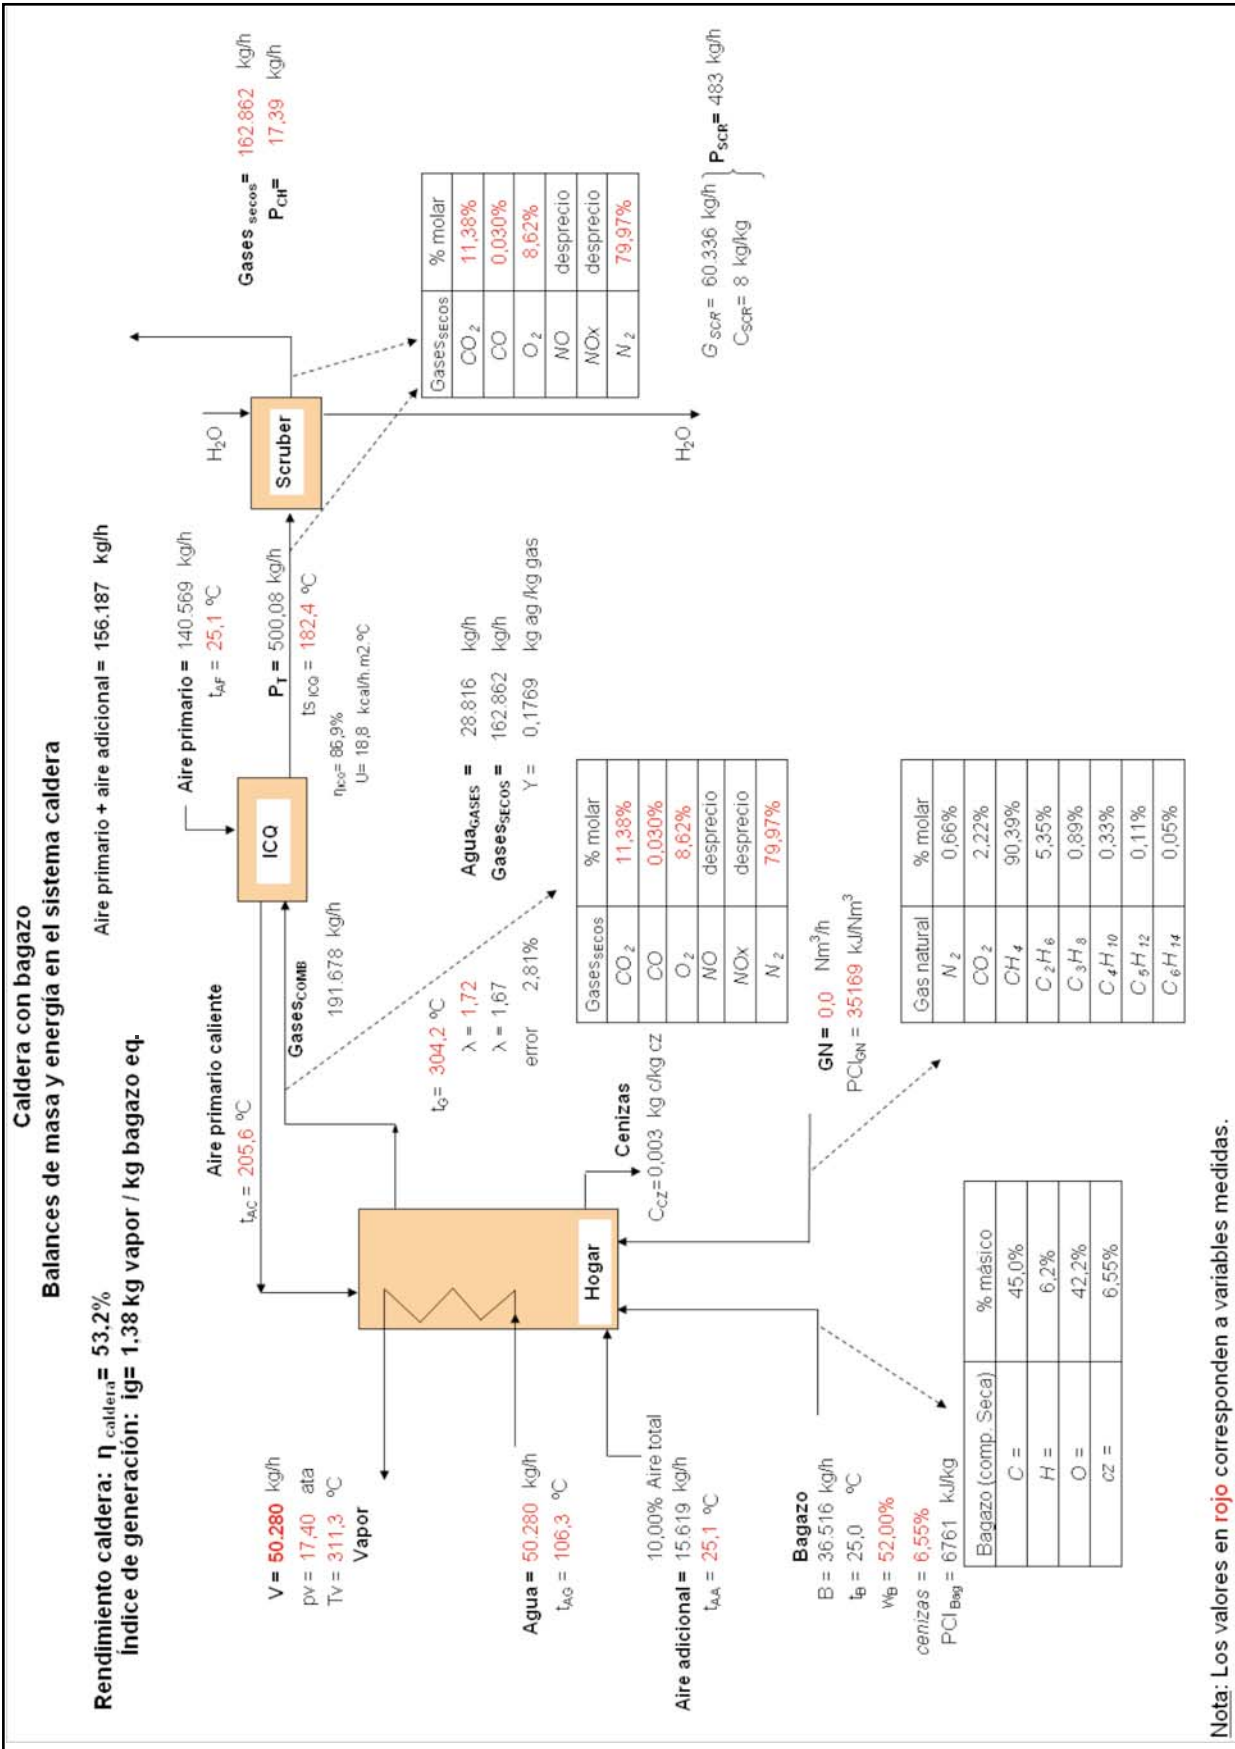 Caldera con bagazo
Balances de masa y energía en el sistema caldera
Rendimiento caldera: η caldera= 53.2%
Índice de generación: ig= 1,38 kg vapor / kg bagazo eq.
Aire primario + aire adicional = 156.187 kg/h
Aire primario = 140.569 kg/h
tAF = 25,1 ºC
Aire primario caliente
tAC = 205,6 ºC
ICQ
GasesCOMB
191.678 kg/h
PT = 500,08 kg/h
tS ICQ = 182,4 ºC
ηICQ= 86,9%
U= 18,8 kcal/h.m2.ºC
H2O
Scruber
H2O
Gases secos= 162.862 kg/h
PCH= 17,39 kg/h
GasesSECOS % molar
CO2 11,38%
CO 0,030%
O2 8,62%
NO desprecio
NOx desprecio
N2 79,97%
G SCR = 60.336 kg/h
CSCR= 8 kg/kg
PSCR= 483 kg/h
V = 50.280 kg/h
pv = 17,40 ata
Tv = 311,3 ºC
Vapor
Agua = 50.280 kg/h
tAG = 106,3 ºC
10,00% Aire total
Aire adicional = 15.619 kg/h
tAA = 25,1 ºC
Hogar
tG= 304,2 ºC
λ = 1,72
λ = 1,67
error 2,81%
AguaGASES = 28.816 kg/h
GasesSECOS = 162.862 kg/h
Y = 0,1769 kg ag /kg gas
Cenizas
CCZ=0,003 kg c/kg cz
GasesSECOS % molar
CO2 11,38%
CO 0,030%
O2 8,62%
NO desprecio
NOx desprecio
N2 79,97%
Bagazo
B = 36.516 kg/h
tB = 25,0 ºC
WB = 52,00%
cenizas = 6,55%
PCIBag = 6761 kJ/kg
GN = 0,0 Nm3/h
PCIGN = 35169 kJ/Nm3
Bagazo (comp. Seca) % másico
C = 45,0%
H = 6,2%
O = 42,2%
cZ = 6,55%
Gas natural % molar
N2 0,66%
CO2 2,22%
CH4 90,39%
C2H6 5,35%
C3H8 0,89%
C4H10 0,33%
C5H12 0,11%
C6H14 0,05%
Nota: Los valores en rojo corresponden a variables medidas.